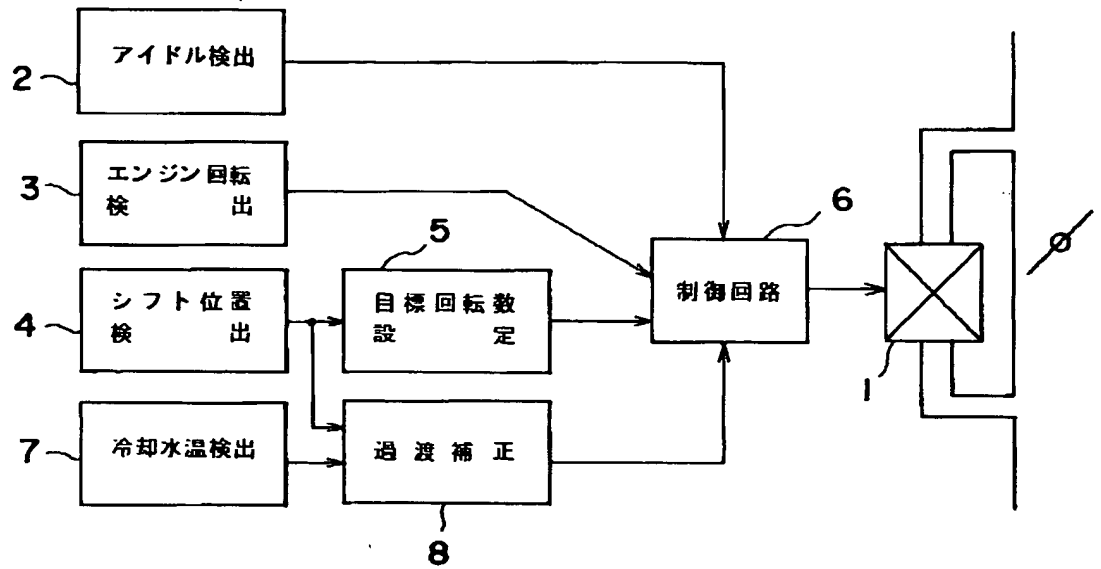 アイドル検出
2
エンジン回転
検出
3
シフト位置
検出
4
5
目標回転数
設定
6
制御回路
1
冷却水温検出
7
過渡補正
8